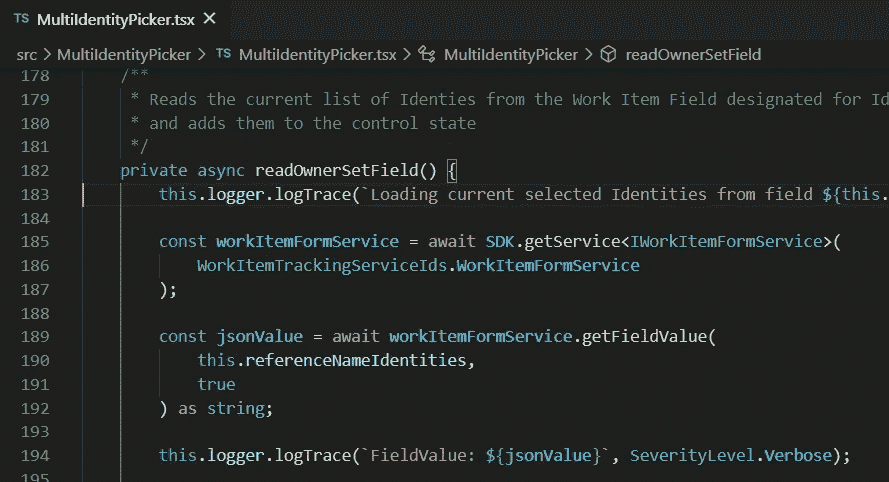 TS MultiIdentityPicker.tsx ✕
src > MultiIdentityPicker > TS MultiIdentityPicker.tsx > MultiIdentityPicker > readOwnerSetField
178 /**
179 * Reads the current list of Identies from the Work Item Field designated for Id
180 * and adds them to the control state
181 */
182 private async readOwnerSetField() {
183 this.logger.logTrace(`Loading current selected Identities from field ${this.
184
185 const workItemFormService = await SDK.getService<IWorkItemFormService>(
186 WorkItemTrackingServiceIds.WorkItemFormService
187 );
188
189 const jsonValue = await workItemFormService.getFieldValue(
190 this.referenceNameIdentities,
191 true
192 ) as string;
193
194 this.logger.logTrace(`FieldValue: ${jsonValue}`, SeverityLevel.Verbose);
195